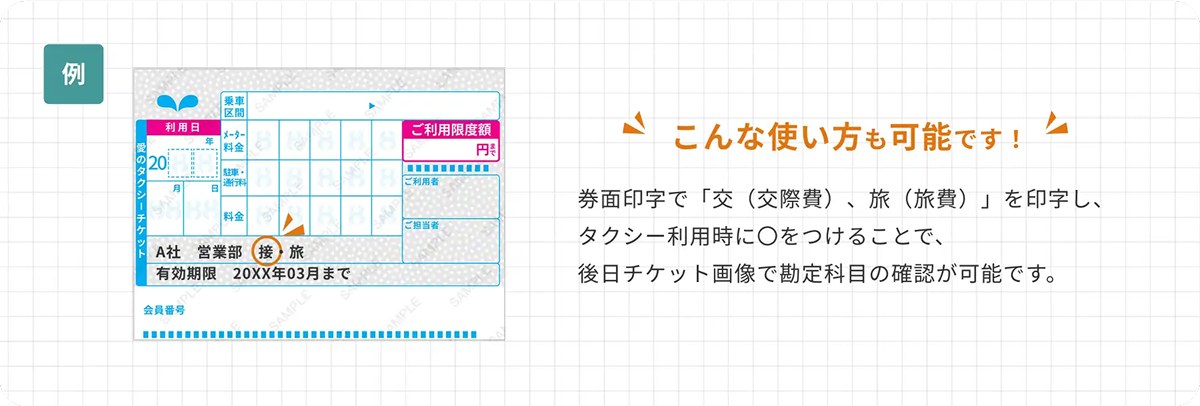 例
乗車
区間
利用日
年
20
月 日
メーター
料金
駐車・
通行料
料金
ご利用限度額
円まで
ご利用者
ご担当者
愛のタクシーチケット
A社 営業部 接・旅
有効期限 20XX年03月まで
会員番号
SAMPLE
こんな使い方も可能です！
券面印字で「交（交際費）、旅（旅費）」を印字し、
タクシー利用時に〇をつけることで、
後日チケット画像で勘定科目の確認が可能です。